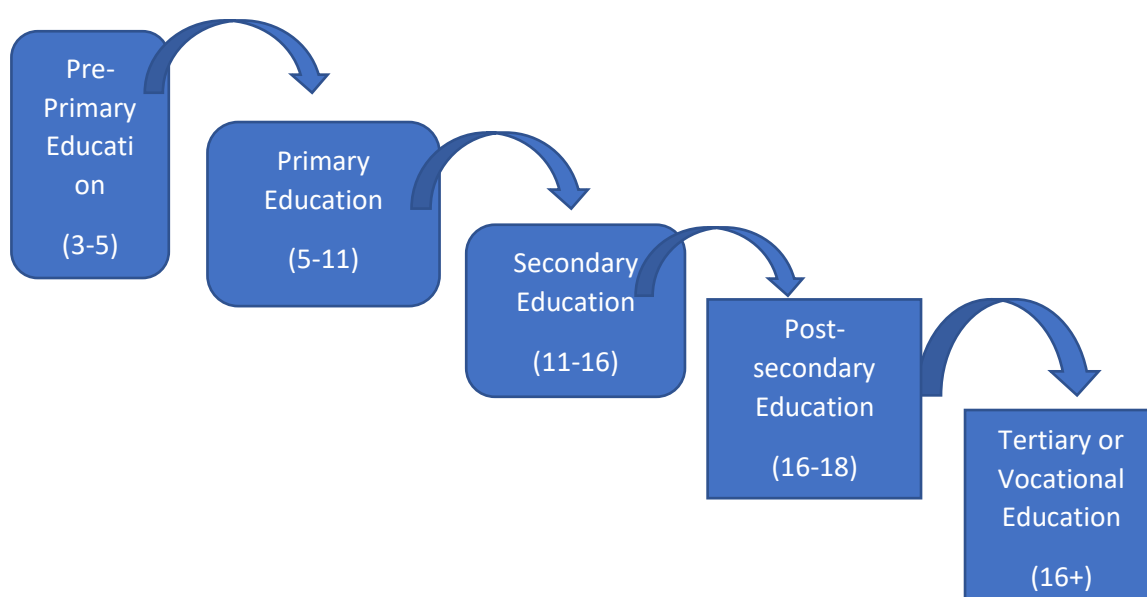 Pre-
Primary
Educati
on
(3-5)
Primary
Education
(5-11)
Secondary
Education
(11-16)
Post-
secondary
Education
(16-18)
Tertiary or
Vocational
Education
(16+)